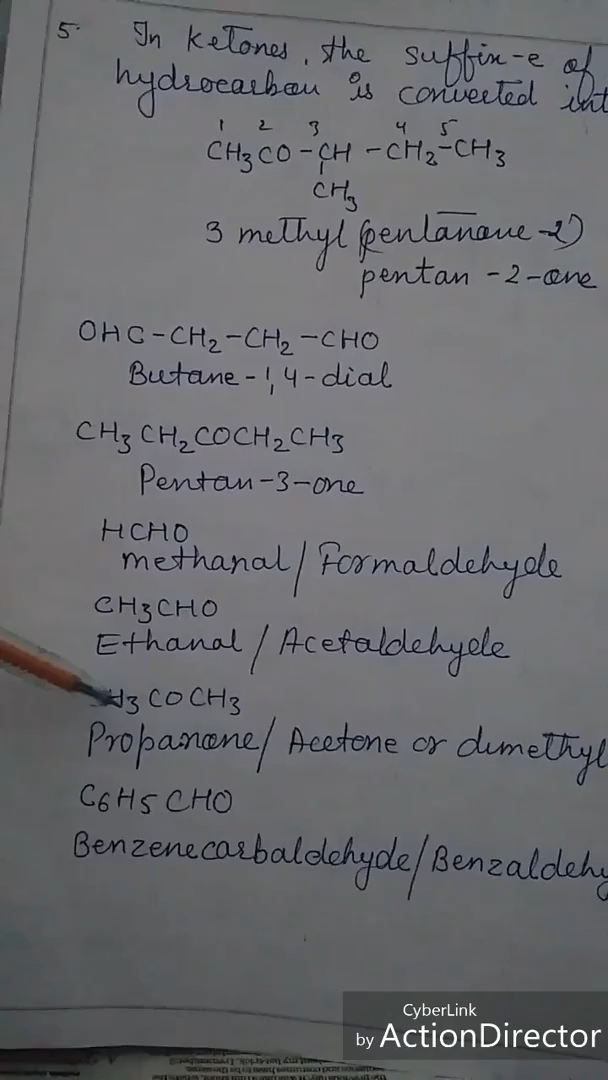 5. In ketones, the suffix-e of
hydrocarbon is converted int
1 2 3 4 5
CH3CO-CH-CH2-CH3
CH3
3 methyl (pentanone-2)
pentan-2-one
OHC-CH2-CH2-CHO
Butane-1,4-dial
CH3CH2COCH2CH3
Pentan-3-one
HCHO
methanal/Formaldehyde
CH3CHO
Ethanal/Acetaldehyde
H3COCH3
Propanone/Acetone or dimethyl
C6H5CHO
Benzenecarbaldehyde/Benzaldehy
CyberLink
by ActionDirector